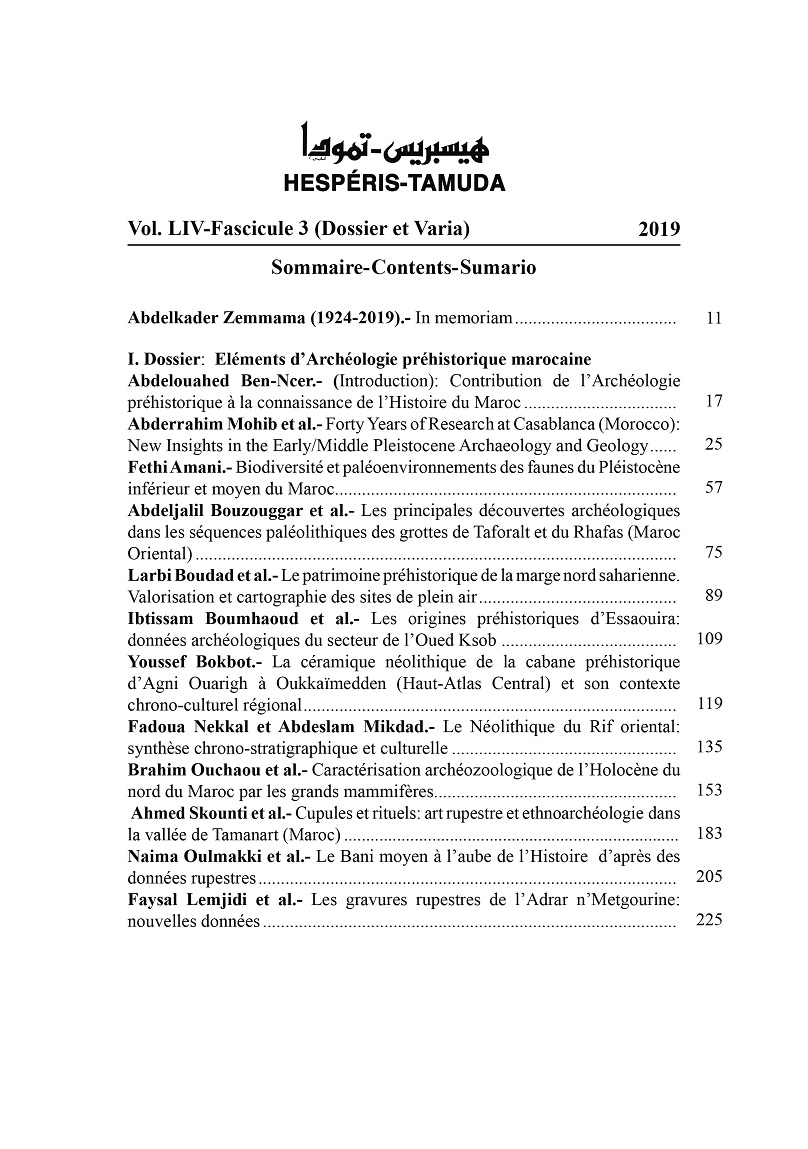 هيسبريس-تمودا
HESPÉRIS-TAMUDA
Vol. LIV-Fascicule 3 (Dossier et Varia) 2019
Sommaire-Contents-Sumario
Abdelkader Zemmama (1924-2019).- In memoriam .................................... 11
I. Dossier: Eléments d’Archéologie préhistorique marocaine
Abdelouahed Ben-Ncer.- (Introduction): Contribution de l’Archéologie
préhistorique à la connaissance de l’Histoire du Maroc .................................. 17
Abderrahim Mohib et al.- Forty Years of Research at Casablanca (Morocco):
New Insights in the Early/Middle Pleistocene Archaeology and Geology...... 25
Fethi Amani.- Biodiversité et paléoenvironnements des faunes du Pléistocène
inférieur et moyen du Maroc............................................................................ 57
Abdeljalil Bouzouggar et al.- Les principales découvertes archéologiques
dans les séquences paléolithiques des grottes de Taforalt et du Rhafas (Maroc
Oriental) ........................................................................................................... 75
Larbi Boudad et al.- Le patrimoine préhistorique de la marge nord saharienne.
Valorisation et cartographie des sites de plein air............................................ 89
Ibtissam Boumhaoud et al.- Les origines préhistoriques d’Essaouira:
données archéologiques du secteur de l’Oued Ksob ....................................... 109
Youssef Bokbot.- La céramique néolithique de la cabane préhistorique
d’Agni Ouarigh à Oukkaïmedden (Haut-Atlas Central) et son contexte
chrono-culturel régional................................................................................... 119
Fadoua Nekkal et Abdeslam Mikdad.- Le Néolithique du Rif oriental:
synthèse chrono-stratigraphique et culturelle .................................................. 135
Brahim Ouchaou et al.- Caractérisation archéozoologique de l’Holocène du
nord du Maroc par les grands mammifères...................................................... 153
Ahmed Skounti et al.- Cupules et rituels: art rupestre et ethnoarchéologie dans
la vallée de Tamanart (Maroc) .......................................................................... 183
Naima Oulmakki et al.- Le Bani moyen à l’aube de l’Histoire d’après des
données rupestres............................................................................................. 205
Faysal Lemjidi et al.- Les gravures rupestres de l’Adrar n’Metgourine:
nouvelles données ............................................................................................ 225